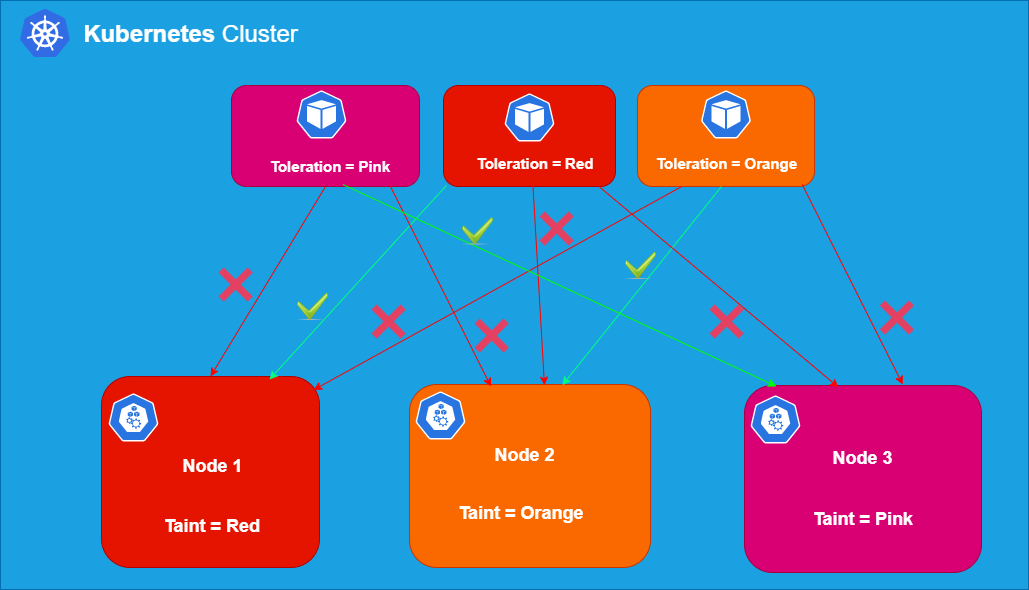 Kubernetes Cluster
Toleration = Pink
Toleration = Red
Toleration = Orange
Node 1
Taint = Red
Node 2
Taint = Orange
Node 3
Taint = Pink